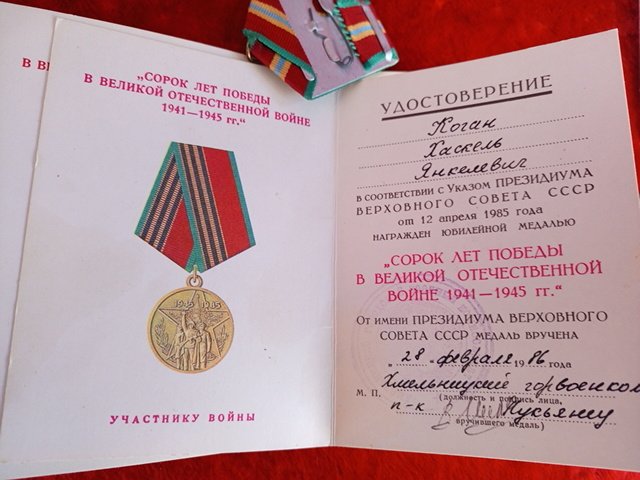 В ВЕ
„СОРОК ЛЕТ ПОБЕДЫ
В ВЕЛИКОЙ ОТЕЧЕСТВЕННОЙ ВОЙНЕ
1941—1945 гг.“
1945 1985
УЧАСТНИКУ ВОЙНЫ
УДОСТОВЕРЕНИЕ
Коган
Хаскель
Янкелевич
В СООТВЕТСТВИИ С УКАЗОМ ПРЕЗИДИУМА
ВЕРХОВНОГО СОВЕТА СССР
от 12 апреля 1985 года
НАГРАЖДЕН ЮБИЛЕЙНОЙ МЕДАЛЬЮ
„СОРОК ЛЕТ ПОБЕДЫ
В ВЕЛИКОЙ ОТЕЧЕСТВЕННОЙ
ВОЙНЕ 1941—1945 гг.“
ОТ ИМЕНИ ПРЕЗИДИУМА ВЕРХОВНОГО
СОВЕТА СССР МЕДАЛЬ ВРУЧЕНА
„28 “ февраля 1986 года
Хмельницкий горвоенком
М. П. (должность и подпись лица,
п-к Лукьянц
вручившего медаль)